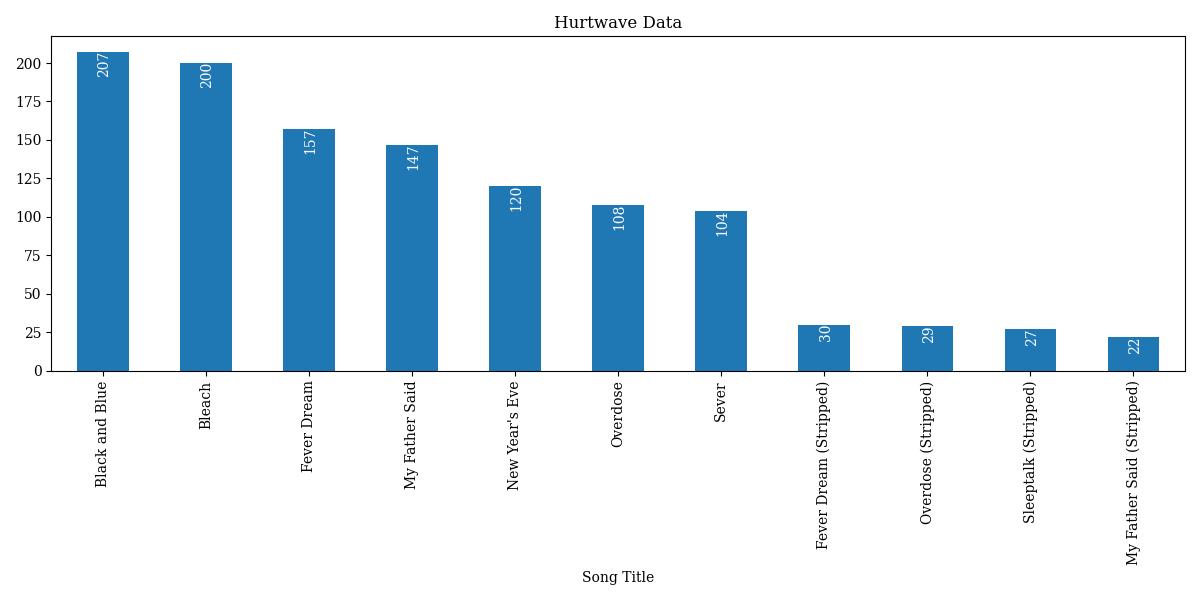 Hurtwave Data
200
175
150
125
100
75
50
25
0
207
200
157
147
120
108
104
30
29
27
22
Black and Blue
Bleach
Fever Dream
My Father Said
New Year's Eve
Overdose
Sever
Fever Dream (Stripped)
Overdose (Stripped)
Sleeptalk (Stripped)
My Father Said (Stripped)
Song Title